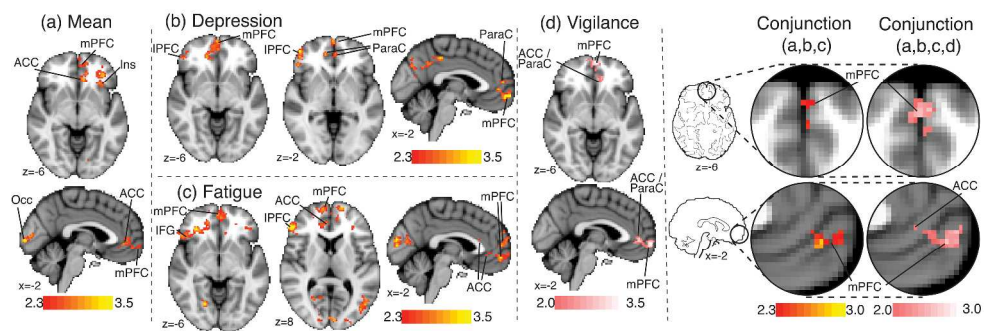 (a) Mean
mPFC
ACC
Ins
z=-6
Occ
ACC
x=-2
mPFC
2.3 3.5
(b) Depression
mPFC
lPFC
z=-6
mPFC
lPFC
ParaC
z=-2
ParaC
x=-2
mPFC
2.3 3.5
(c) Fatigue
mPFC
IFG
z=-6
mPFC
ACC
lPFC
z=8
x=-2
ACC
mPFC
2.3 3.5
(d) Vigilance
mPFC
ACC /
ParaC
z=-6
ACC
/ ParaC
x=-2
mPFC
2.0 3.5
Conjunction
(a,b,c)
Conjunction
(a,b,c,d)
mPFC
z=-6
ACC
x=-2
mPFC
2.3 3.0
2.0 3.0